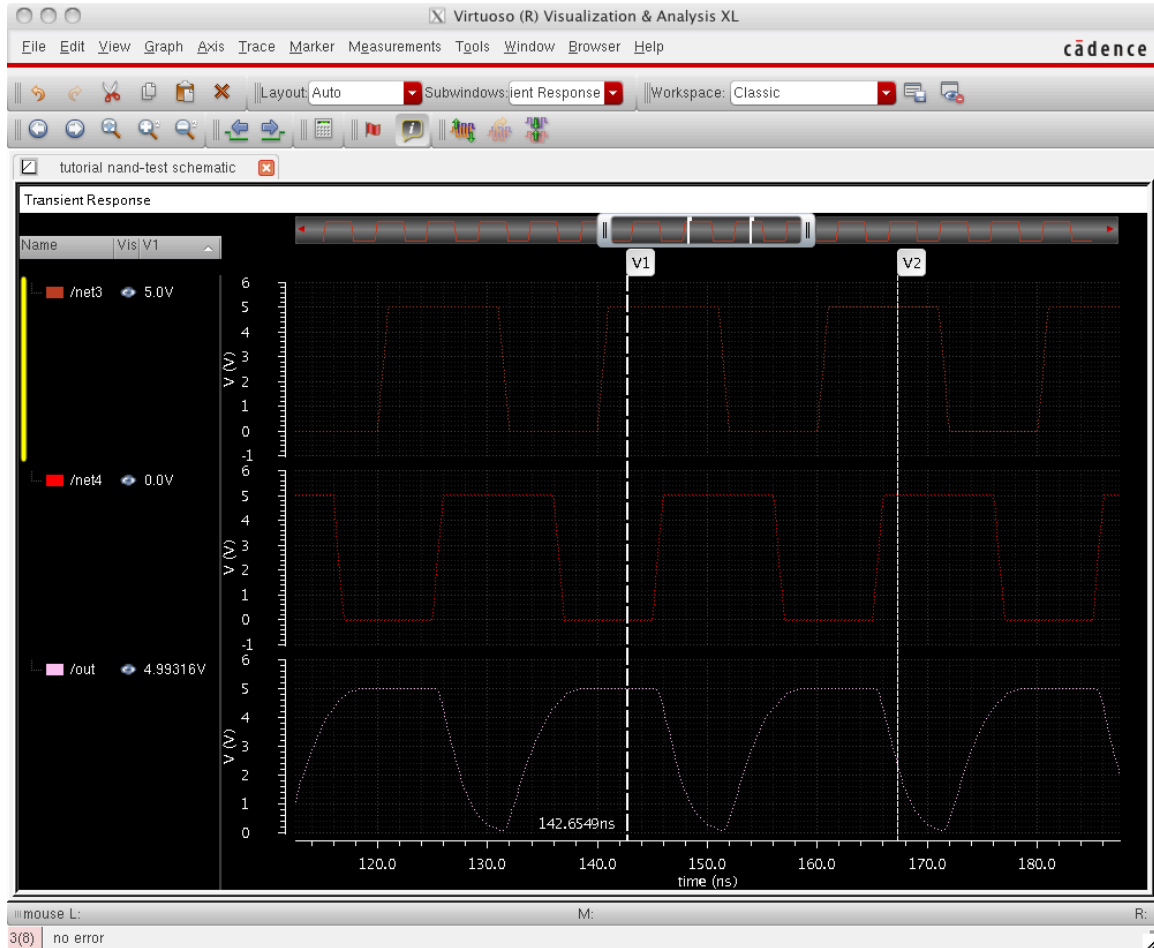 Virtuoso (R) Visualization & Analysis XL
File Edit View Graph Axis Trace Marker Measurements Tools Window Browser Help cādence
Layout: Auto Subwindows: ient Response Workspace: Classic
tutorial nand-test schematic
Transient Response
Name Vis V1
V1 V2
/net3 5.0V
6
5
4
3
2
1
0
-1
V (V)
/net4 0.0V
6
5
4
3
2
1
0
-1
V (V)
/out 4.99316V
6
5
4
3
2
1
0
V (V)
142.6549ns
120.0 130.0 140.0 150.0 160.0 170.0 180.0
time (ns)
mouse L: M: R:
3(8) no error